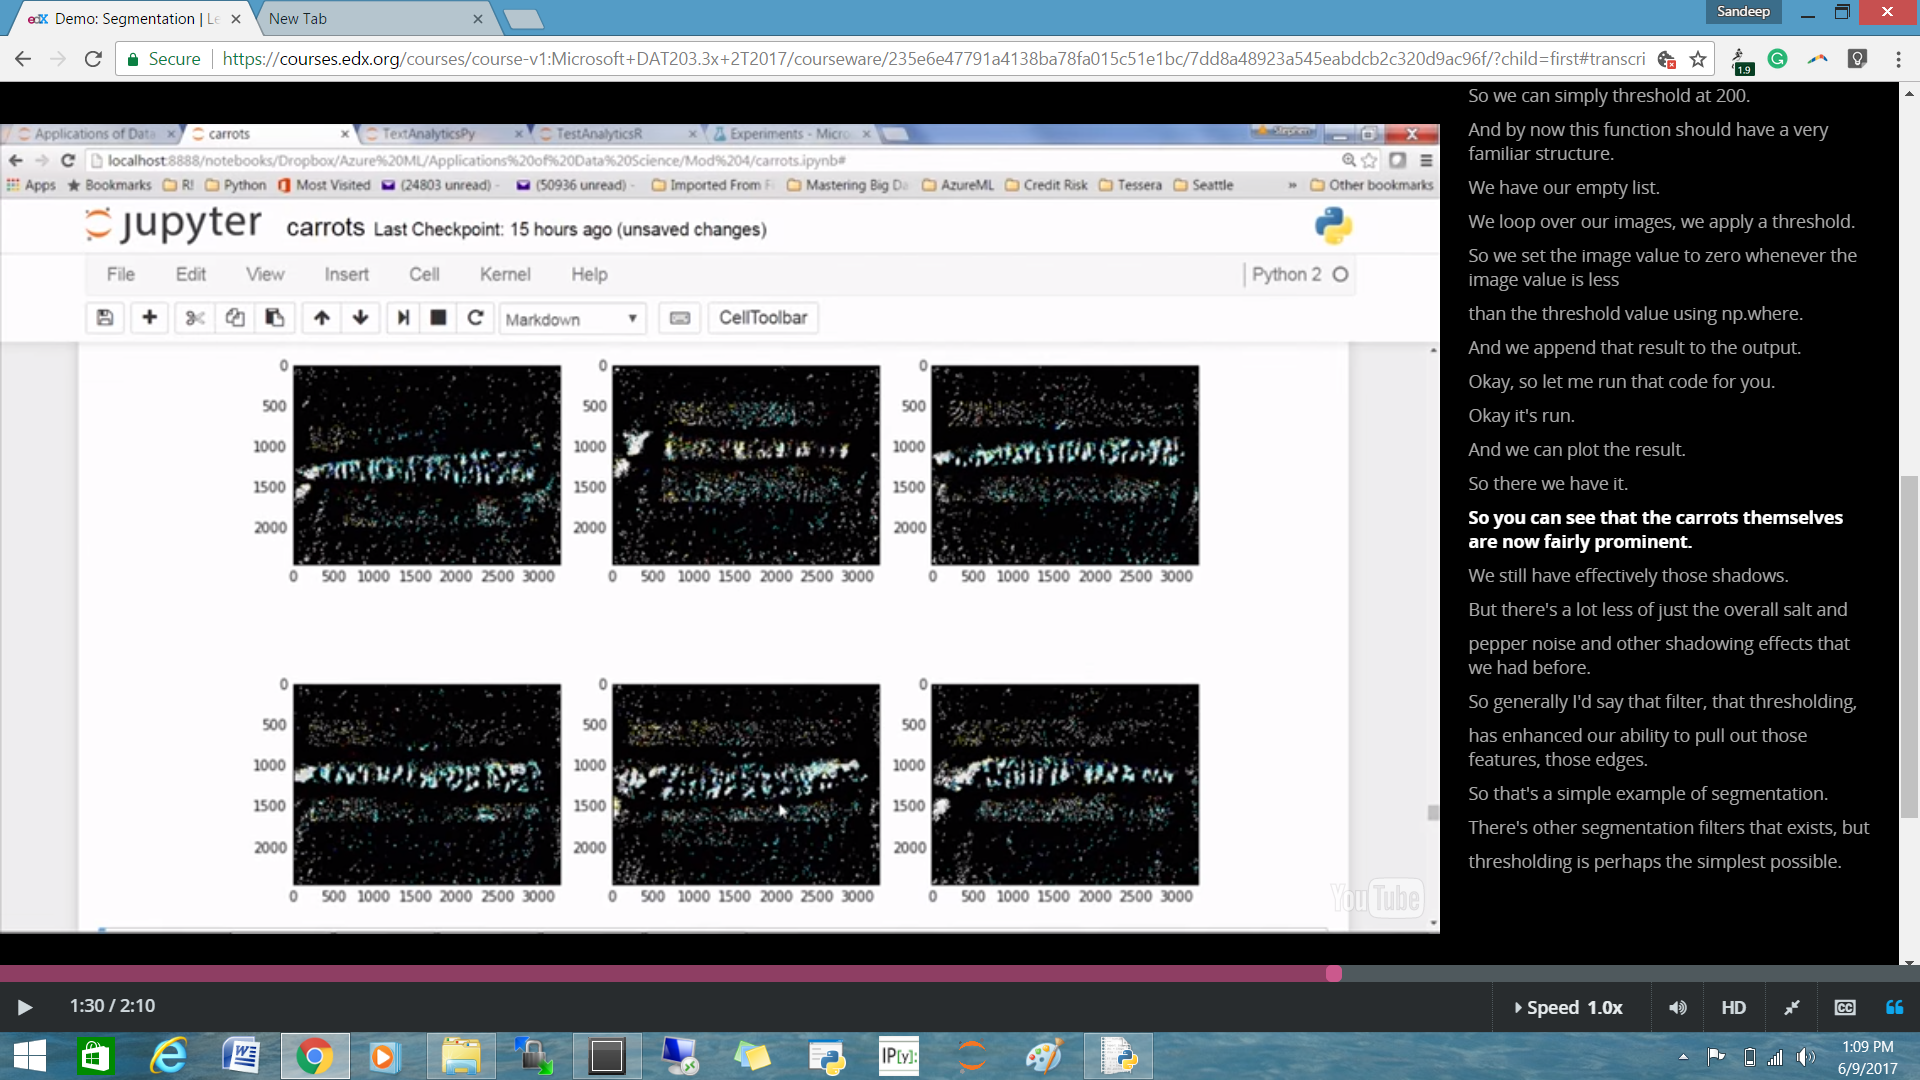 edX Demo: Segmentation | Le
New Tab
Sandeep
Secure https://courses.edx.org/courses/course-v1:Microsoft+DAT203.3x+2T2017/courseware/235e6e47791a4138ba78fa015c51e1bc/7dd8a48923a545eabdcb2c320d9ac96f/?child=first#transcri
1.9
Applications of Data
carrots
TextAnalyticsPy
TestAnalyticsR
Experiments - Micro
Stephen
localhost:8888/notebooks/Dropbox/Azure%20ML/Applications%20of%20Data%20Science/Mod%204/carrots.ipynb#
Apps Bookmarks R! Python Most Visited (24803 unread) - (50936 unread) - Imported From Fi Mastering Big Da AzureML Credit Risk Tessera Seattle » Other bookmarks
jupyter carrots Last Checkpoint: 15 hours ago (unsaved changes)
File Edit View Insert Cell Kernel Help Python 2
Markdown CellToolbar
0 0 0
500 500 500
1000 1000 1000
1500 1500 1500
2000 2000 2000
0 500 1000 1500 2000 2500 3000 0 500 1000 1500 2000 2500 3000 0 500 1000 1500 2000 2500 3000
0 0 0
500 500 500
1000 1000 1000
1500 1500 1500
2000 2000 2000
0 500 1000 1500 2000 2500 3000 0 500 1000 1500 2000 2500 3000 0 500 1000 1500 2000 2500 3000
YouTube
So we can simply threshold at 200.
And by now this function should have a very
familiar structure.
We have our empty list.
We loop over our images, we apply a threshold.
So we set the image value to zero whenever the
image value is less
than the threshold value using np.where.
And we append that result to the output.
Okay, so let me run that code for you.
Okay it's run.
And we can plot the result.
So there we have it.
So you can see that the carrots themselves
are now fairly prominent.
We still have effectively those shadows.
But there's a lot less of just the overall salt and
pepper noise and other shadowing effects that
we had before.
So generally I'd say that filter, that thresholding,
has enhanced our ability to pull out those
features, those edges.
So that's a simple example of segmentation.
There's other segmentation filters that exists, but
thresholding is perhaps the simplest possible.
1:30 / 2:10
Speed 1.0x
HD
CC
IP[y]:
1:09 PM
6/9/2017